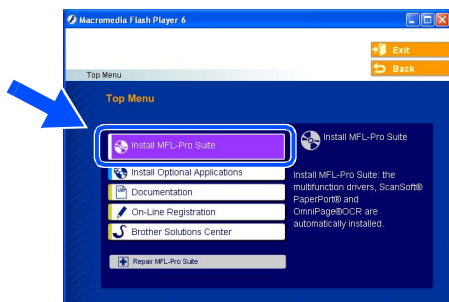 Macromedia Flash Player 6
Exit
Back
Top Menu
Top Menu
Install MFL-Pro Suite
Install Optional Applications
Documentation
On-Line Registration
Brother Solutions Center
Repair MFL-Pro Suite
Install MFL-Pro Suite
Install MFL-Pro Suite: the
multifunction drivers, ScanSoft®
PaperPort® and
OmniPage®OCR are
automatically installed.